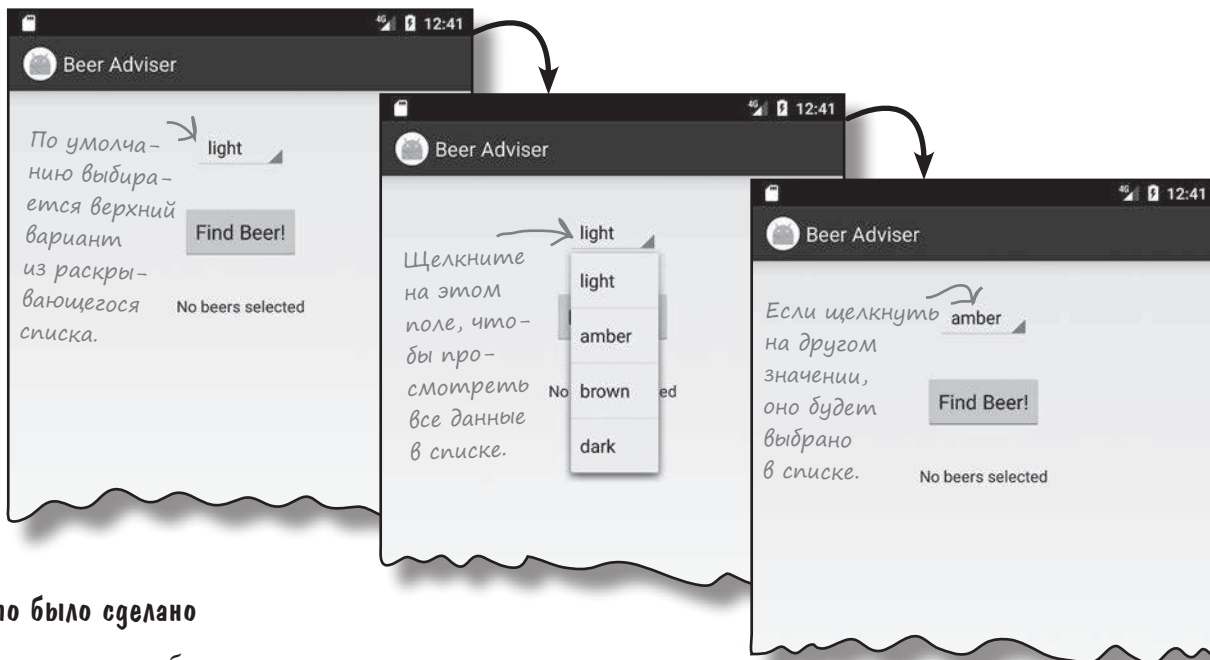 12:41
Beer Adviser
По умолча-
нию выбира-
ется верхний
вариант
из раскры-
вающегося
списка.
light
Find Beer!
No beers selected
12:41
Beer Adviser
Щелкните
на этом
поле, что-
бы про-
смотреть
все данные
в списке.
light
light
amber
brown
dark
No
ed
4G 12:41
Beer Adviser
Если щелкнуть
на другом
значении,
оно будет
выбрано
в списке.
amber
Find Beer!
No beers selected
то было сделано